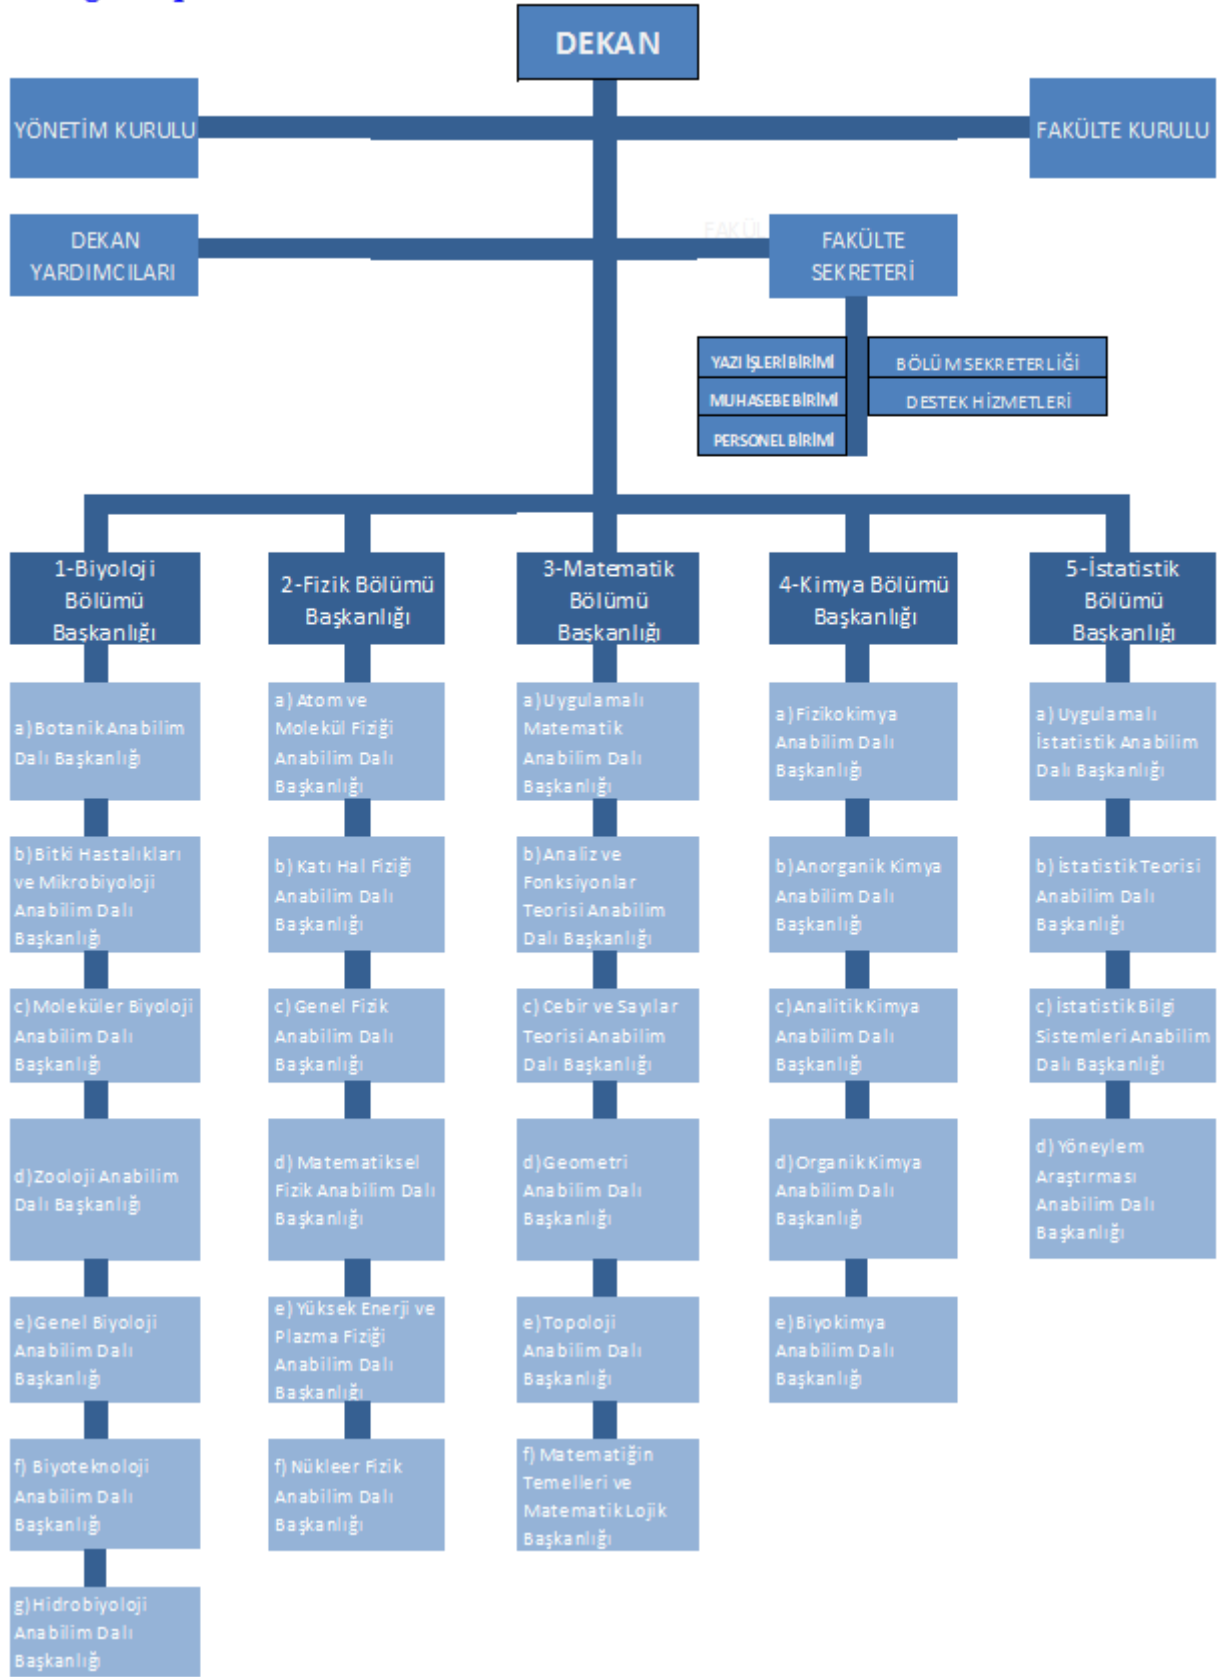 DEKAN
YÖNETİM KURULU
FAKÜLTE KURULU
DEKAN
YARDIMCILARI
FAKÜL
FAKÜLTE
SEKRETERİ
YAZI İŞLERİ BİRİMİ
BÖLÜM SEKRETERLİĞİ
MUHASEBE BİRİMİ
DESTEK HİZMETLERİ
PERSONEL BİRİMİ
1-Biyoloji
Bölümü
Başkanlığı
2-Fizik Bölümü
Başkanlığı
3-Matematik
Bölümü
Başkanlığı
4-Kimya Bölümü
Başkanlığı
5-İstatistik
Bölümü
Başkanlığı
a) Botanik Anabilim
Dalı Başkanlığı
a) Atom ve
Molekül Fiziği
Anabilim Dalı
Başkanlığı
a) Uygulamalı
Matematik
Anabilim Dalı
Başkanlığı
a) Fizikokimya
Anabilim Dalı
Başkanlığı
a) Uygulamalı
İstatistik Anabilim
Dalı Başkanlığı
b) Bitki Hastalıkları
ve Mikrobiyoloji
Anabilim Dalı
Başkanlığı
b) Katı Hal Fiziği
Anabilim Dalı
Başkanlığı
b) Analiz ve
Fonksiyonlar
Teorisi Anabilim
Dalı Başkanlığı
b) Anorganik Kimya
Anabilim Dalı
Başkanlığı
b) İstatistik Teorisi
Anabilim Dalı
Başkanlığı
c) Moleküler Biyoloji
Anabilim Dalı
Başkanlığı
c) Genel Fizik
Anabilim Dalı
Başkanlığı
c) Cebir ve Sayılar
Teorisi Anabilim
Dalı Başkanlığı
c) Analitik Kimya
Anabilim Dalı
Başkanlığı
c) İstatistik Bilgi
Sistemleri Anabilim
Dalı Başkanlığı
d) Zooloji Anabilim
Dalı Başkanlığı
d) Matematiksel
Fizik Anabilim Dalı
Başkanlığı
d) Geometri
Anabilim Dalı
Başkanlığı
d) Organik Kimya
Anabilim Dalı
Başkanlığı
d) Yöneylem
Araştırması
Anabilim Dalı
Başkanlığı
e) Genel Biyoloji
Anabilim Dalı
Başkanlığı
e) Yüksek Enerji ve
Plazma Fiziği
Anabilim Dalı
Başkanlığı
e) Topoloji
Anabilim Dalı
Başkanlığı
e) Biyokimya
Anabilim Dalı
Başkanlığı
f) Biyoteknoloji
Anabilim Dalı
Başkanlığı
f) Nükleer Fizik
Anabilim Dalı
Başkanlığı
f) Matematiğin
Temelleri ve
Matematik Lojik
Başkanlığı
g) Hidrobiyoloji
Anabilim Dalı
Başkanlığı